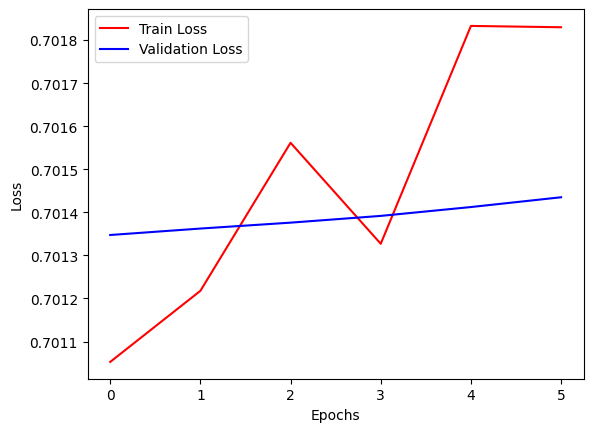 Train Loss
Validation Loss
0.7018
0.7017
0.7016
0.7015
0.7014
0.7013
0.7012
0.7011
Loss
0 1 2 3 4 5
Epochs